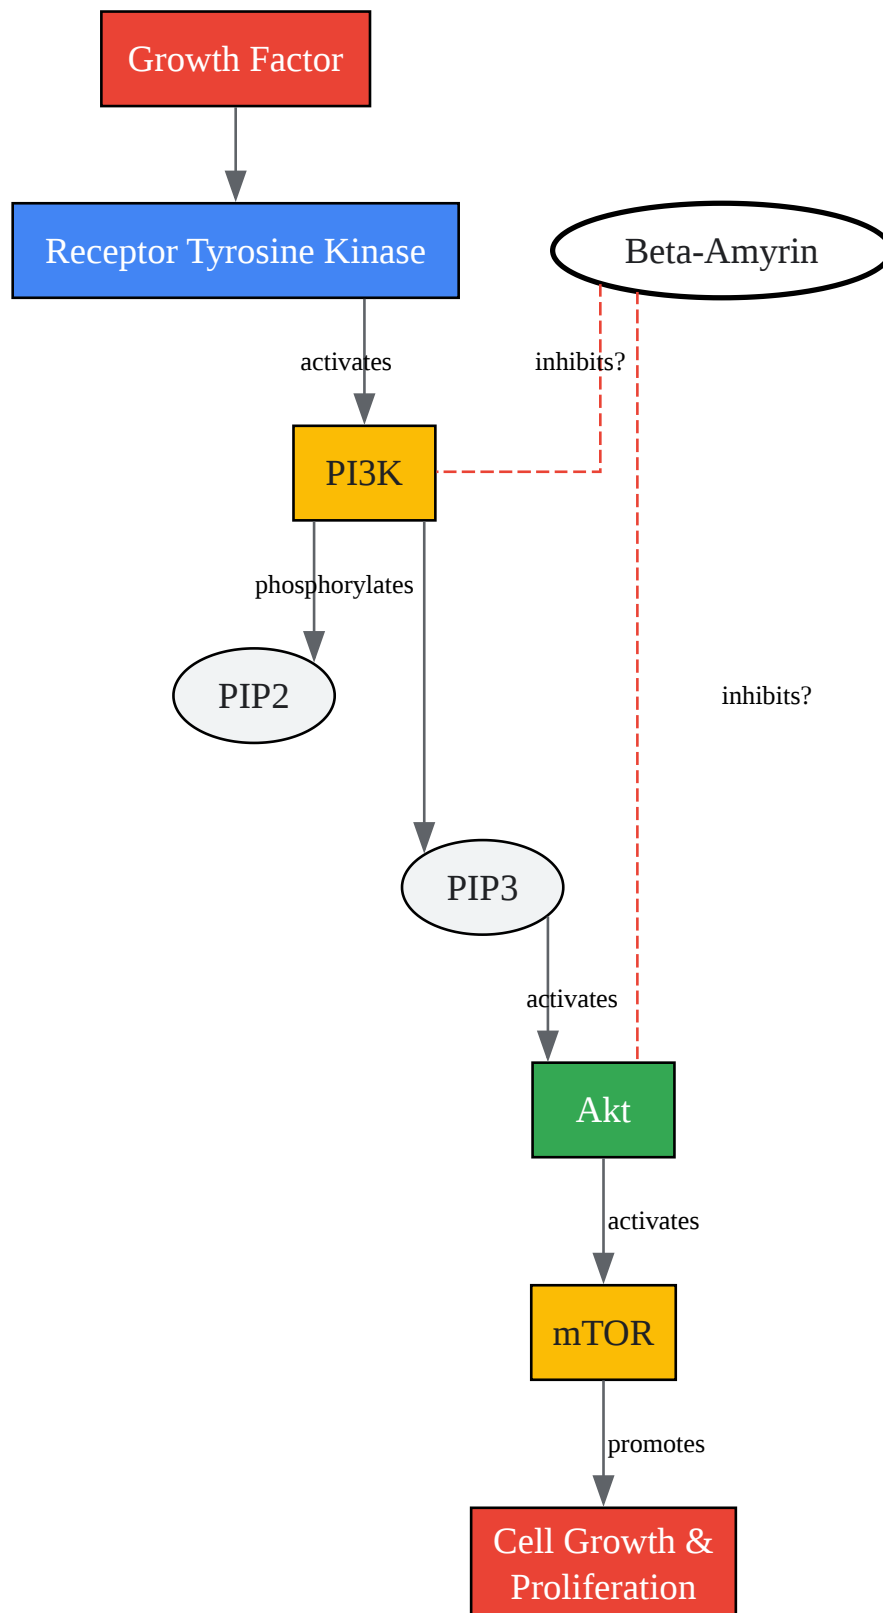 Growth Factor
Receptor Tyrosine Kinase
Beta-Amyrin
activates
inhibits?
PI3K
phosphorylates
PIP2
inhibits?
PIP3
activates
Akt
activates
mTOR
promotes
Cell Growth &
Proliferation